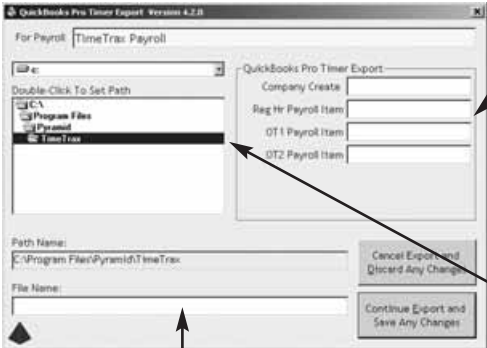 QuickBooks Pro Timer Export Version 4.2.0
For Payroll TimeTrax Payroll
c:
Double-Click To Set Path
C:\
Program Files
Pyramid
TimeTrax
QuickBooks Pro Timer Export
Company Create
Reg Hr Payroll Item
OT1 Payroll Item
OT2 Payroll Item
Path Name:
C:\Program Files\Pyramid\TimeTrax
File Name:
Cancel Export and
Discard Any Changes
Continue Export and
Save Any Changes